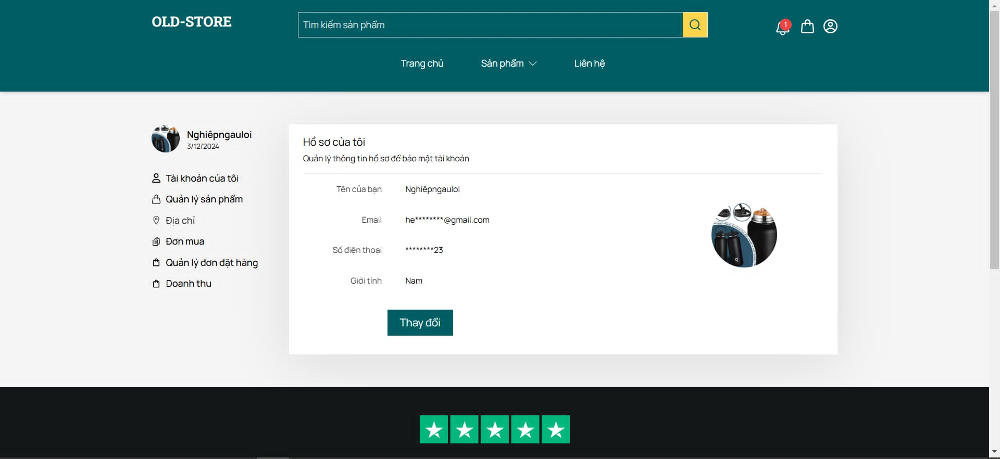 OLD-STORE
Tìm kiếm sản phẩm
1
Trang chủ
Sản phẩm
Liên hệ
Nghiêpngauloi
3/12/2024
Tài khoản của tôi
Quản lý sản phẩm
Địa chỉ
Đơn mua
Quản lý đơn đặt hàng
Doanh thu
Hồ sơ của tôi
Quản lý thông tin hồ sơ để bảo mật tài khoản
Tên của bạn
Nghiêpngauloi
Email
he********@gmail.com
Số điện thoại
********23
Giới tính
Nam
Thay đổi